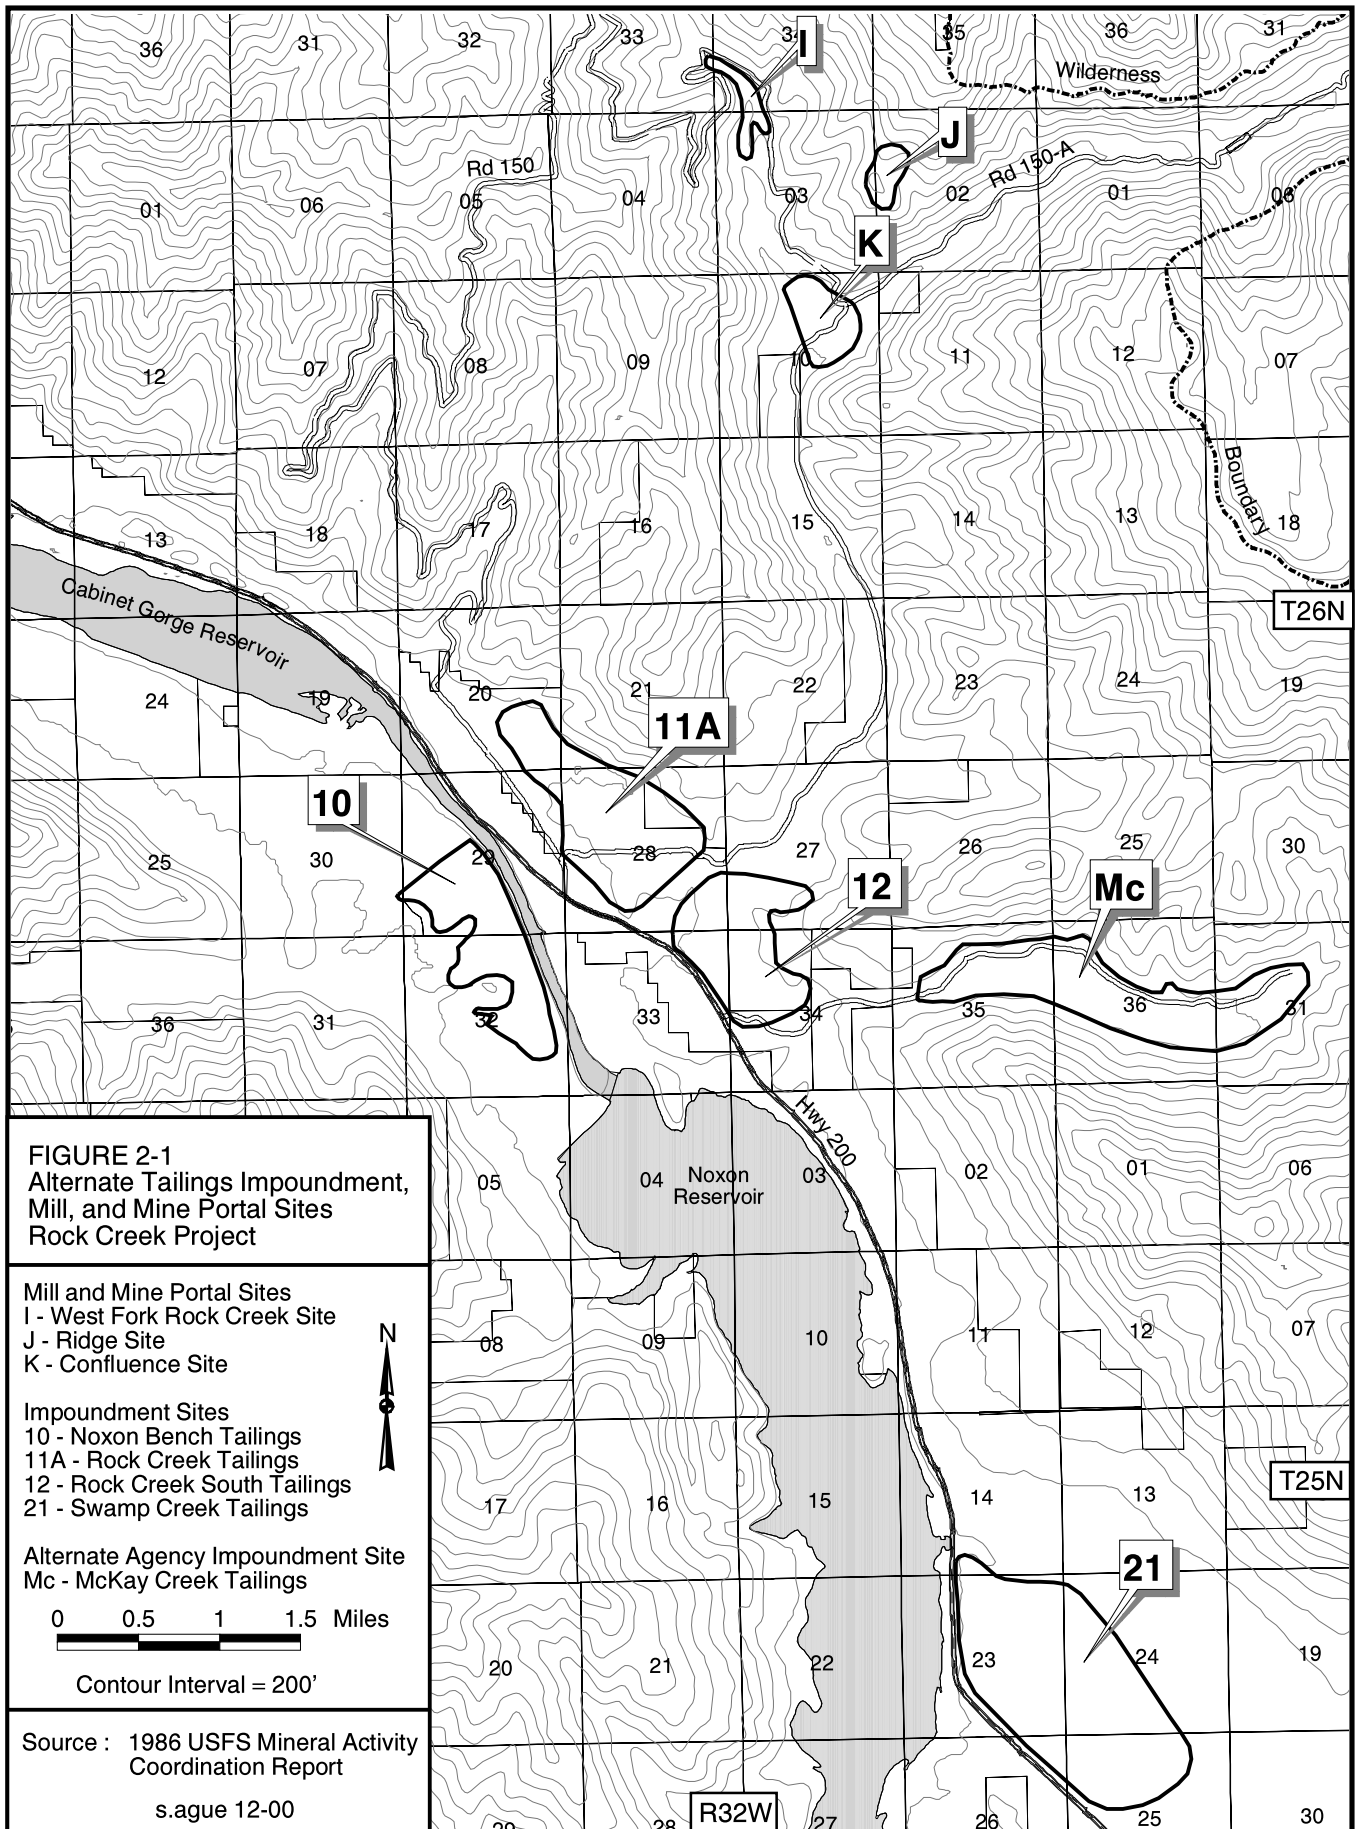 36 31 32 33 34 35 36 31
I
Wilderness
J
Rd 150
Rd 150-A
01 06 05 04 03 02 01 06
K
12 07 08 09 10 11 12 07
Boundary
13 18 17 16 15 14 13 18
Cabinet Gorge Reservoir
T26N
24 19 20 21 22 23 24 19
11A
10
25 30 29 28 27 26 25 30
12
Mc
36 31 32 33 34 35 36 31
Hwy 200
05 04 03 02 01 06
Noxon
Reservoir
08 09 10 11 12 07
T25N
17 16 15 14 13
21
20 21 22 23 24 19
R32W
29 28 27 26 25 30
FIGURE 2-1
Alternate Tailings Impoundment,
Mill, and Mine Portal Sites
Rock Creek Project
Mill and Mine Portal Sites
I - West Fork Rock Creek Site
J - Ridge Site
K - Confluence Site
N
Impoundment Sites
10 - Noxon Bench Tailings
11A - Rock Creek Tailings
12 - Rock Creek South Tailings
21 - Swamp Creek Tailings
Alternate Agency Impoundment Site
Mc - McKay Creek Tailings
0 0.5 1 1.5 Miles
Contour Interval = 200'
Source : 1986 USFS Mineral Activity
Coordination Report
s.ague 12-00